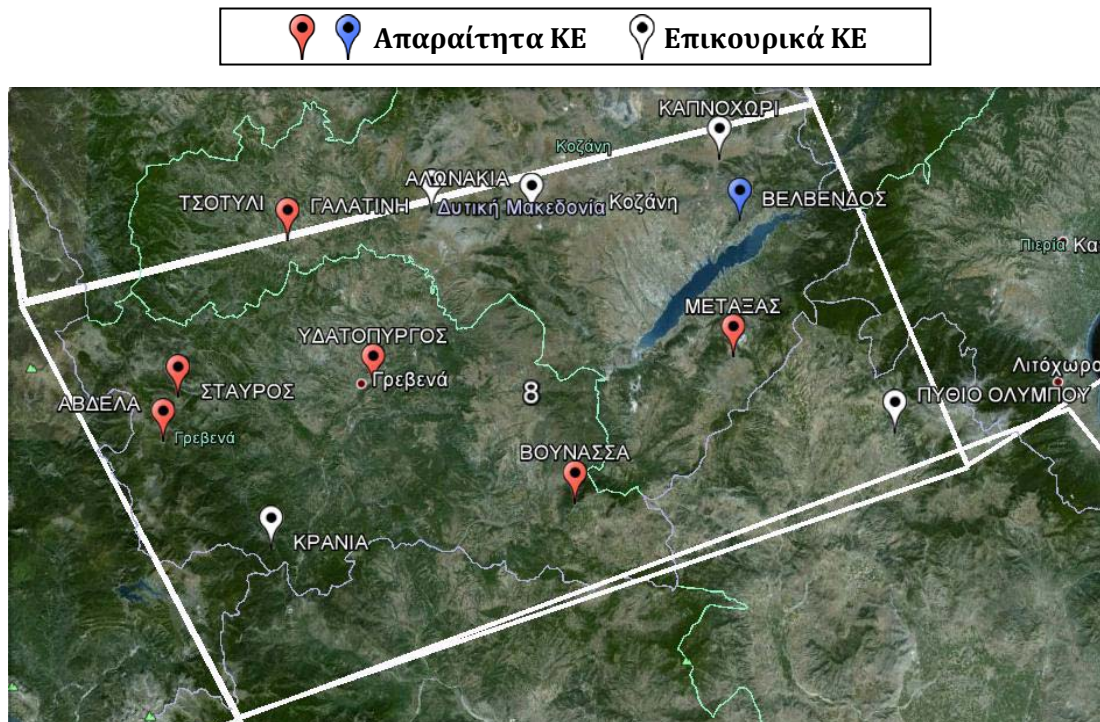 Απαραίτητα ΚΕ Επικουρικά ΚΕ
ΚΑΠΝΟΧΩΡΙ
Κοζάνη
ΑΛΩΝΑΚΙΑ
ΤΣΟΤΥΛΙ ΓΑΛΑΤΙΝΗ Δυτική Μακεδονία Κοζάνη ΒΕΛΒΕΝΔΟΣ
Πιερία Κα
ΜΕΤΑΞΑΣ
ΥΔΑΤΟΠΥΡΓΟΣ
Λιτόχωρο
Γρεβενά
ΣΤΑΥΡΟΣ 8 ΠΥΘΙΟ ΟΛΥΜΠΟΥ
ΑΒΔΕΛΑ
Γρεβενά
ΒΟΥΝΑΣΣΑ
ΚΡΑΝΙΑ